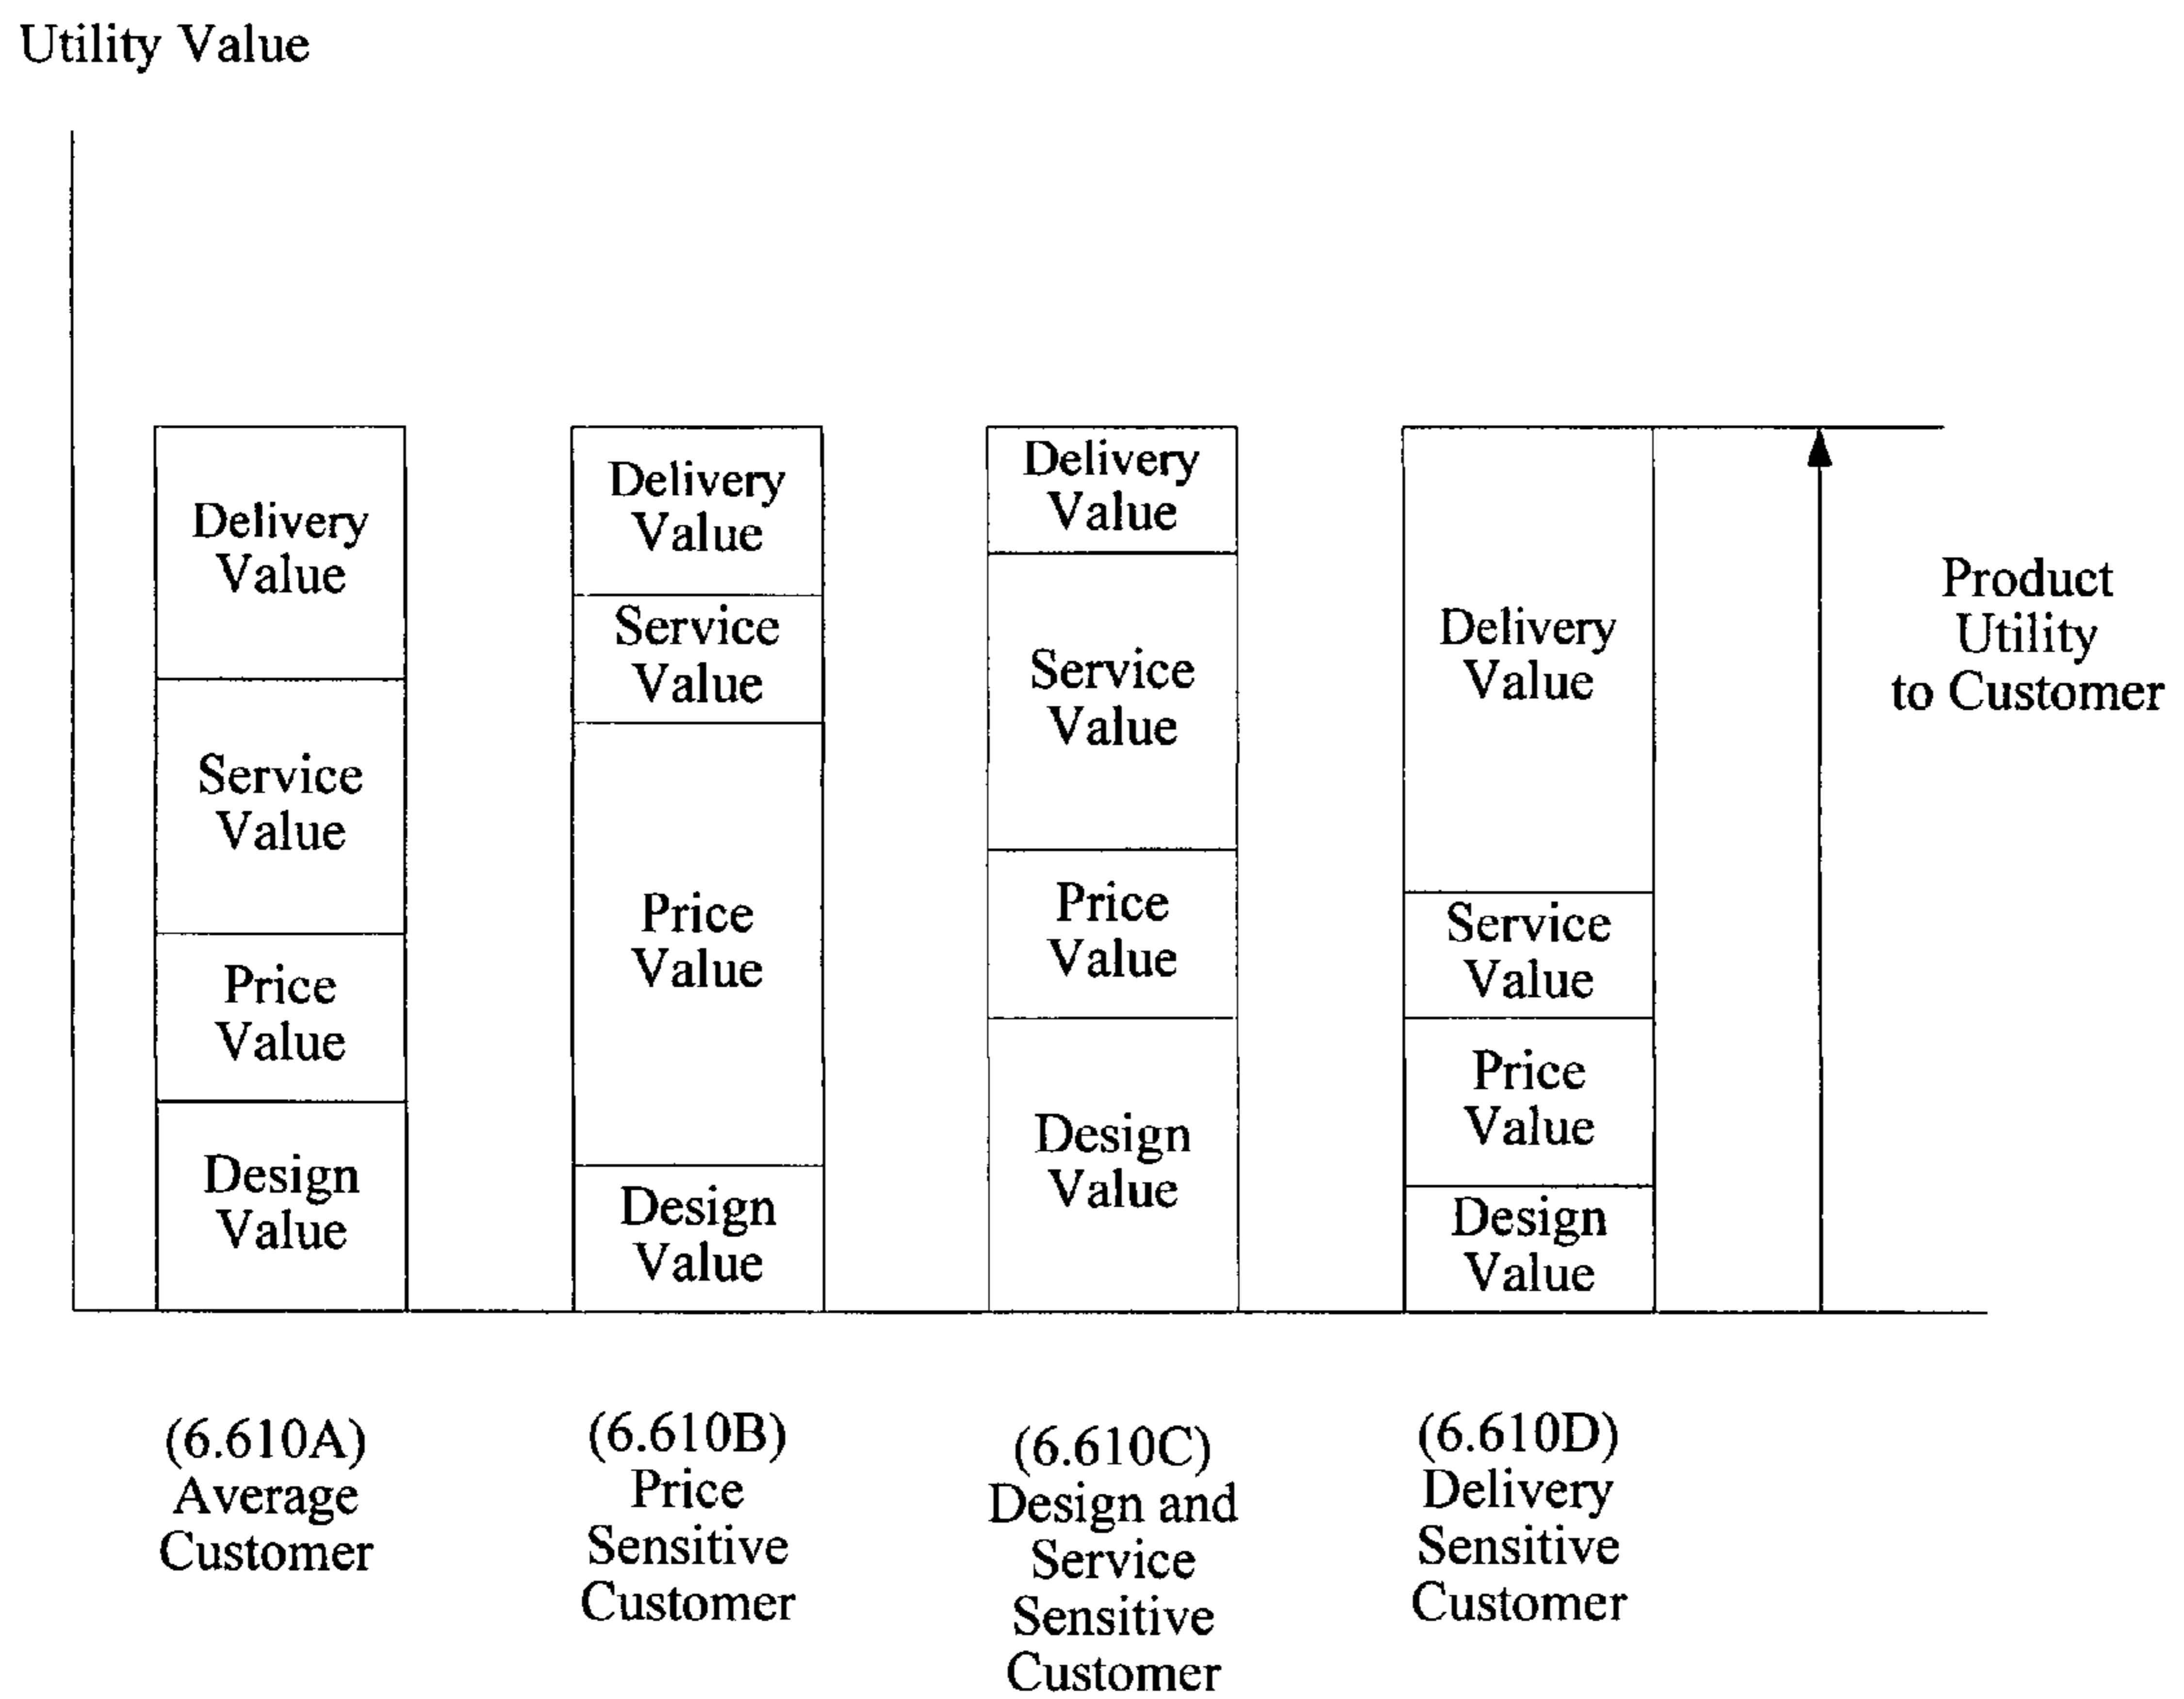 Utility Value
Delivery
Value
Service
Value
Price
Value
Design
Value
Delivery
Value
Service
Value
Price
Value
Design
Value
Delivery
Value
Service
Value
Price
Value
Design
Value
Delivery
Value
Service
Value
Price
Value
Design
Value
Product
Utility
to Customer
(6.610A)
Average
Customer
(6.610B)
Price
Sensitive
Customer
(6.610C)
Design and
Service
Sensitive
Customer
(6.610D)
Delivery
Sensitive
Customer